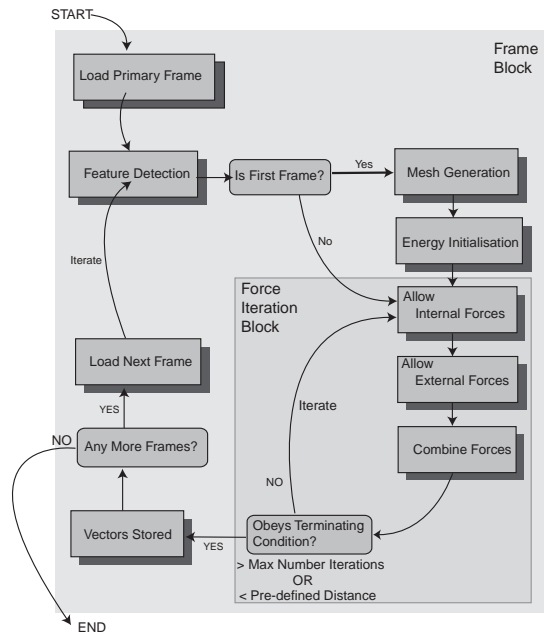 START
Frame
Block
Load Primary Frame
Feature Detection
Is First Frame?
Yes
Mesh Generation
No
Energy Initialisation
Iterate
Force
Iteration
Block
Allow
Internal Forces
Load Next Frame
Allow
External Forces
Iterate
YES
NO
Any More Frames?
Combine Forces
NO
Vectors Stored
YES
Obeys Terminating
Condition?
> Max Number Iterations
OR
< Pre-defined Distance
END